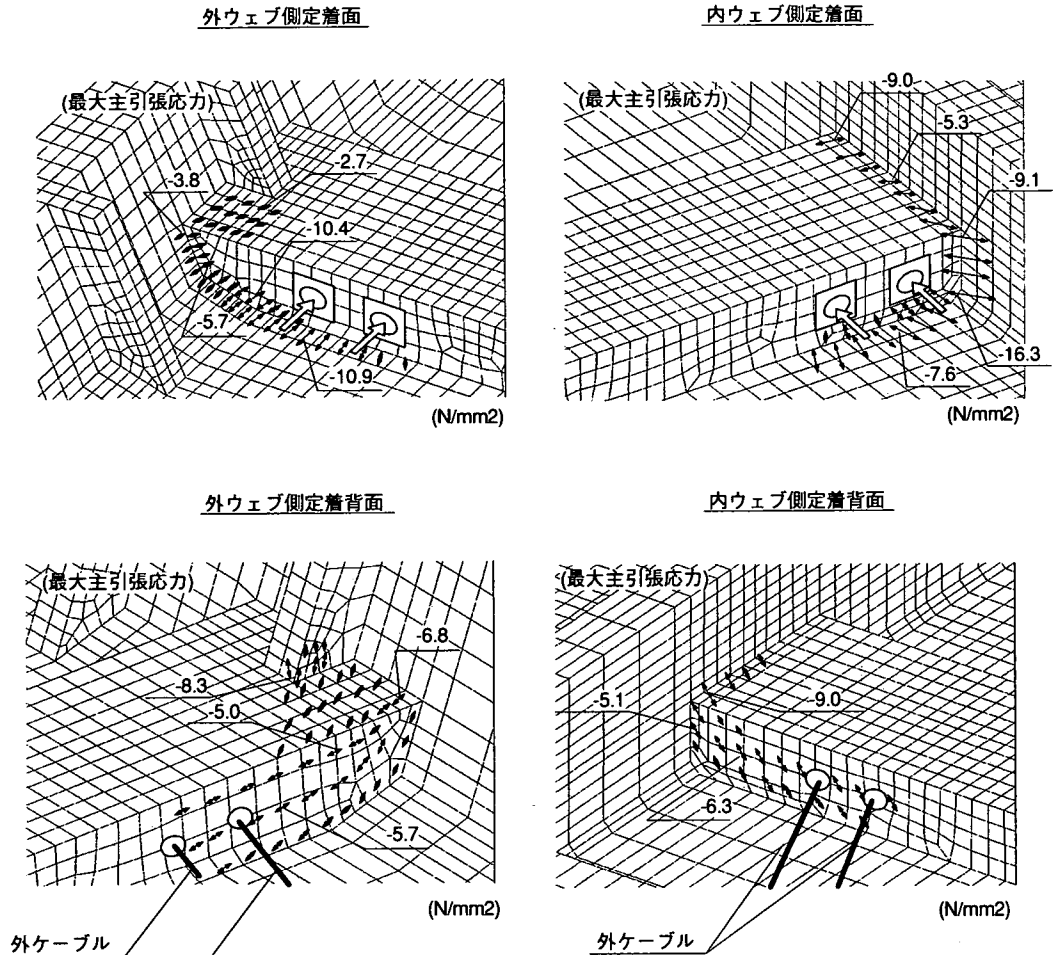 外ウェブ側定着面
(最大主引張応力)
-2.7
-3.8
-10.4
-5.7
-10.9
(N/mm2)
内ウェブ側定着面
(最大主引張応力)
-9.0
-5.3
-9.1
-16.3
-7.6
(N/mm2)
外ウェブ側定着背面
(最大主引張応力)
-6.8
-8.3
-5.0
-5.7
(N/mm2)
外ケーブル
内ウェブ側定着背面
(最大主引張応力)
-5.1
-9.0
-6.3
(N/mm2)
外ケーブル